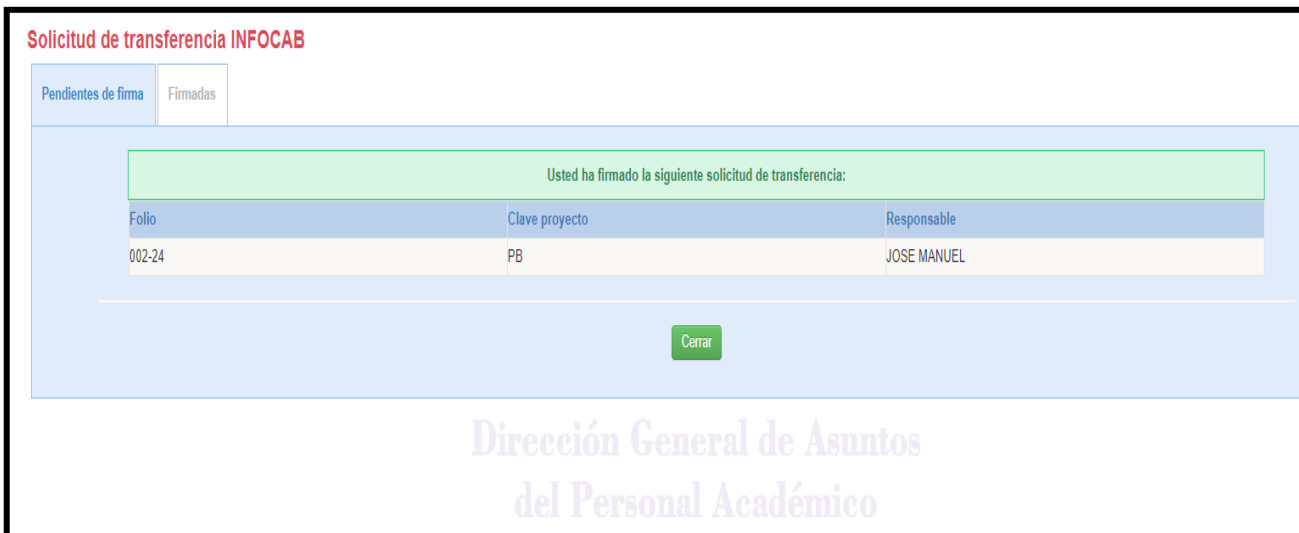 Solicitud de transferencia INFOCAB
Pendientes de firma Firmadas
Usted ha firmado la siguiente solicitud de transferencia:
Folio Clave proyecto Responsable
002-24 PB JOSE MANUEL
Cerrar
Dirección General de Asuntos
del Personal Académico